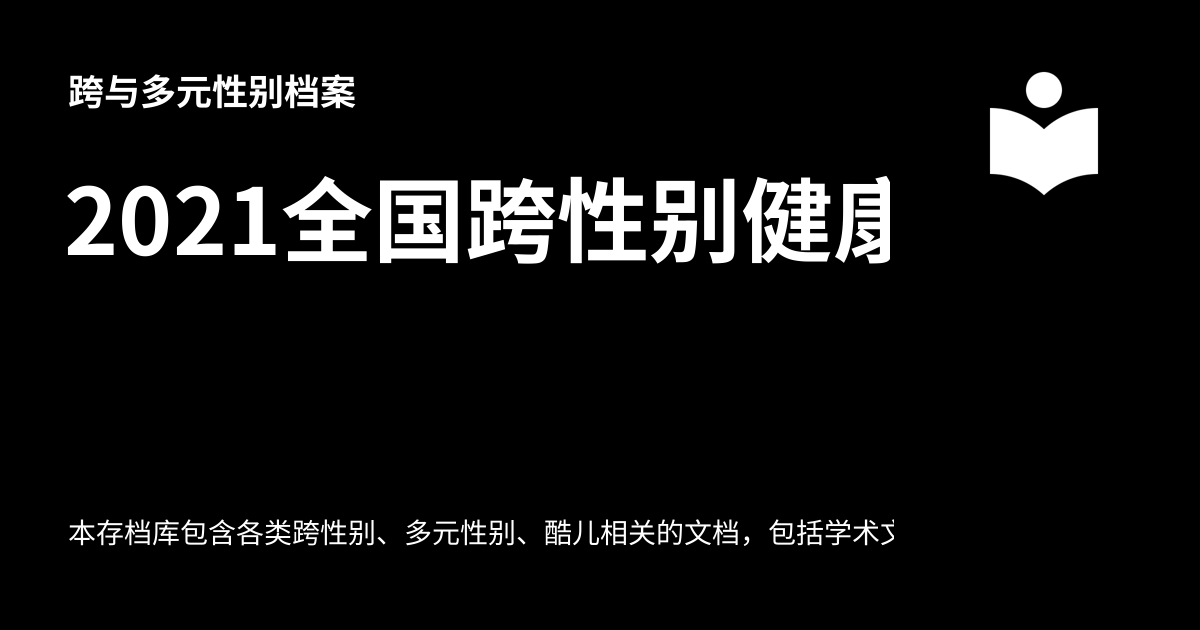 跨与多元性别档案
2021全国跨性别健康
本存档库包含各类跨性别、多元性别、酷儿相关的文档，包括学术文